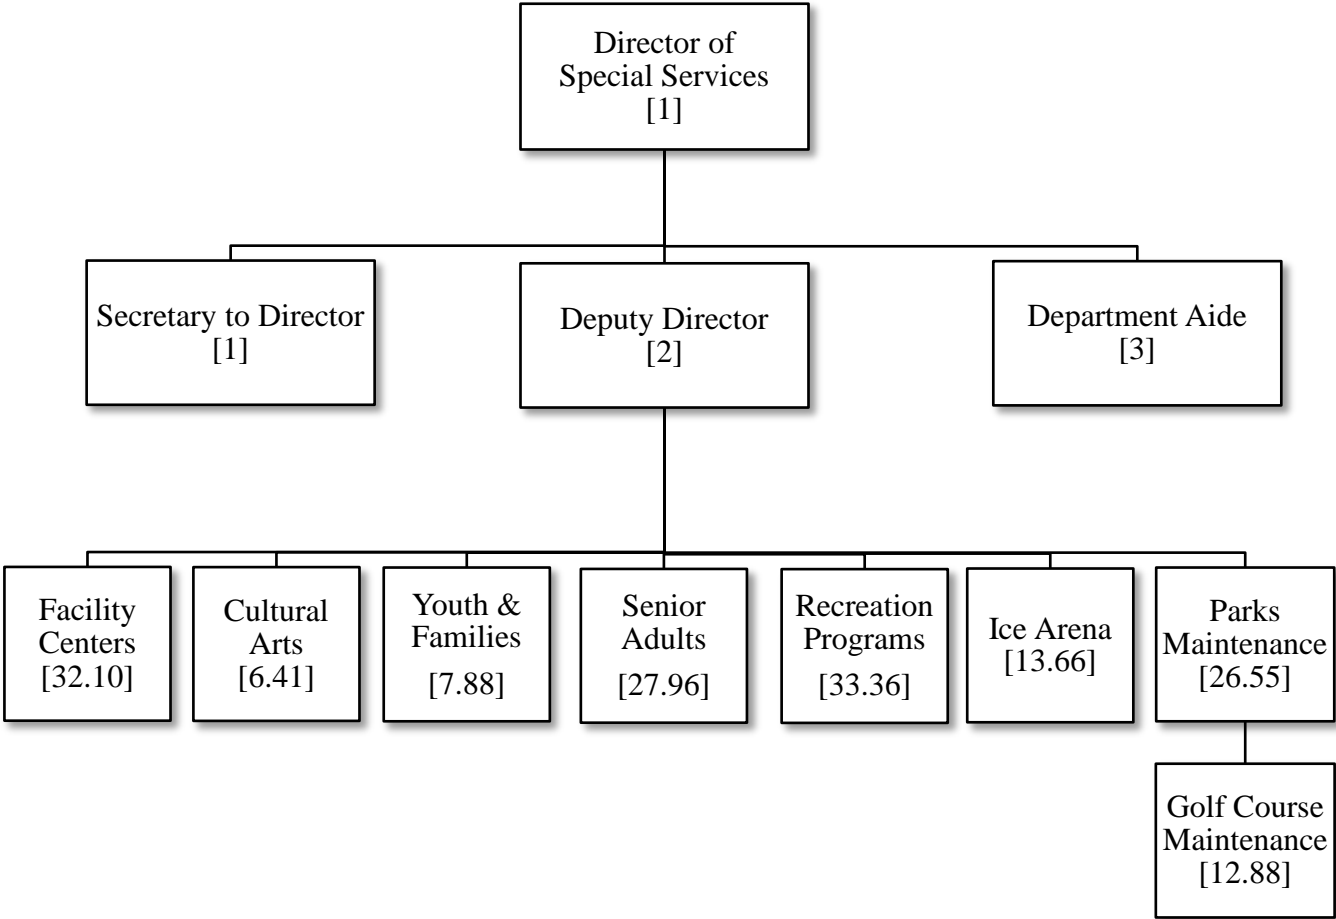 Director of
Special Services
[1]
Secretary to Director
[1]
Deputy Director
[2]
Department Aide
[3]
Facility
Centers
[32.10]
Cultural
Arts
[6.41]
Youth &
Families
[7.88]
Senior
Adults
[27.96]
Recreation
Programs
[33.36]
Ice Arena
[13.66]
Parks
Maintenance
[26.55]
Golf Course
Maintenance
[12.88]